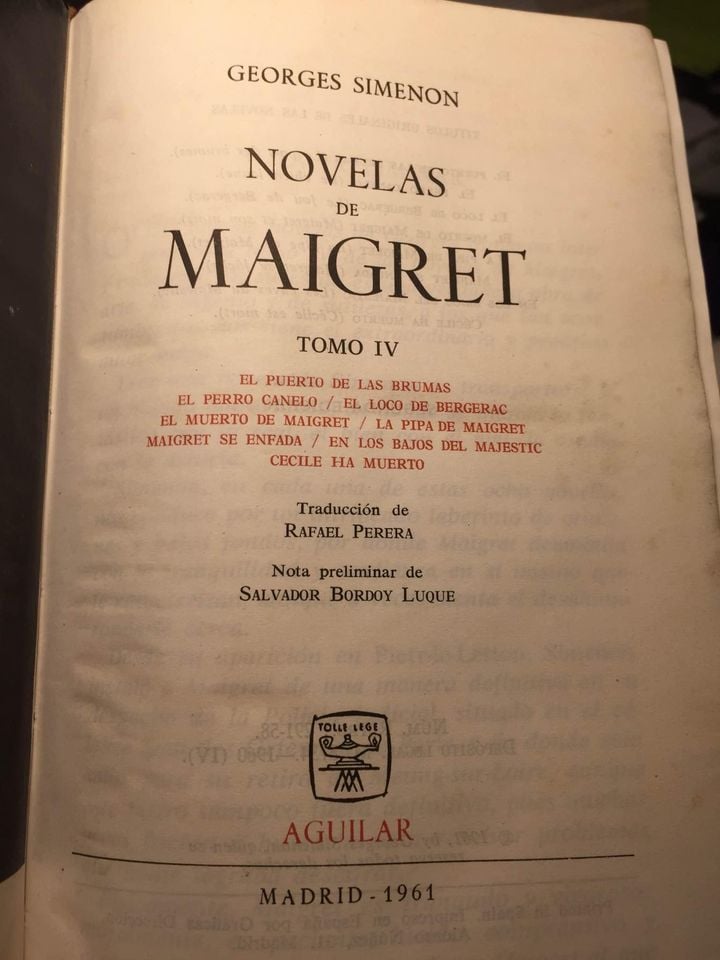 GEORGES SIMENON
NOVELAS
DE
MAIGRET
TOMO IV
EL PUERTO DE LAS BRUMAS
EL PERRO CANELO / EL LOCO DE BERGERAC
EL MUERTO DE MAIGRET / LA PIPA DE MAIGRET
MAIGRET SE ENFADA / EN LOS BAJOS DEL MAJESTIC
CECILE HA MUERTO
Traducción de
RAFAEL PERERA
Nota preliminar de
SALVADOR BORDOY LUQUE
TOLLE LEGE
AGUILAR
MADRID - 1961